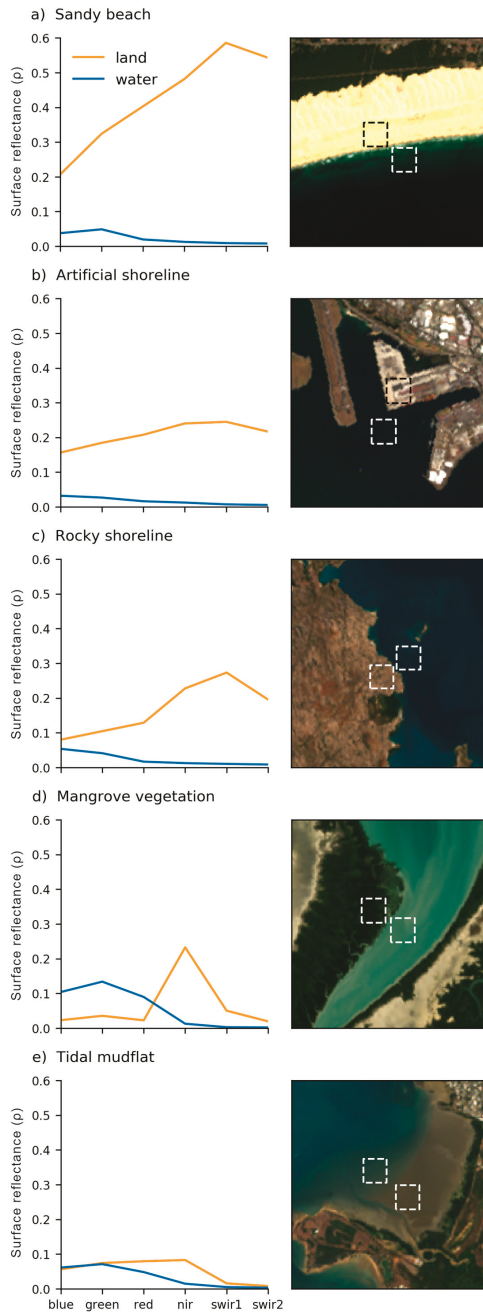 a) Sandy beach
Surface reflectance (ρ)
0.6
0.5
0.4
0.3
0.2
0.1
0.0
land
water
b) Artificial shoreline
Surface reflectance (ρ)
0.6
0.5
0.4
0.3
0.2
0.1
0.0
c) Rocky shoreline
Surface reflectance (ρ)
0.6
0.5
0.4
0.3
0.2
0.1
0.0
d) Mangrove vegetation
Surface reflectance (ρ)
0.6
0.5
0.4
0.3
0.2
0.1
0.0
e) Tidal mudflat
Surface reflectance (ρ)
0.6
0.5
0.4
0.3
0.2
0.1
0.0
blue green red nir swir1 swir2